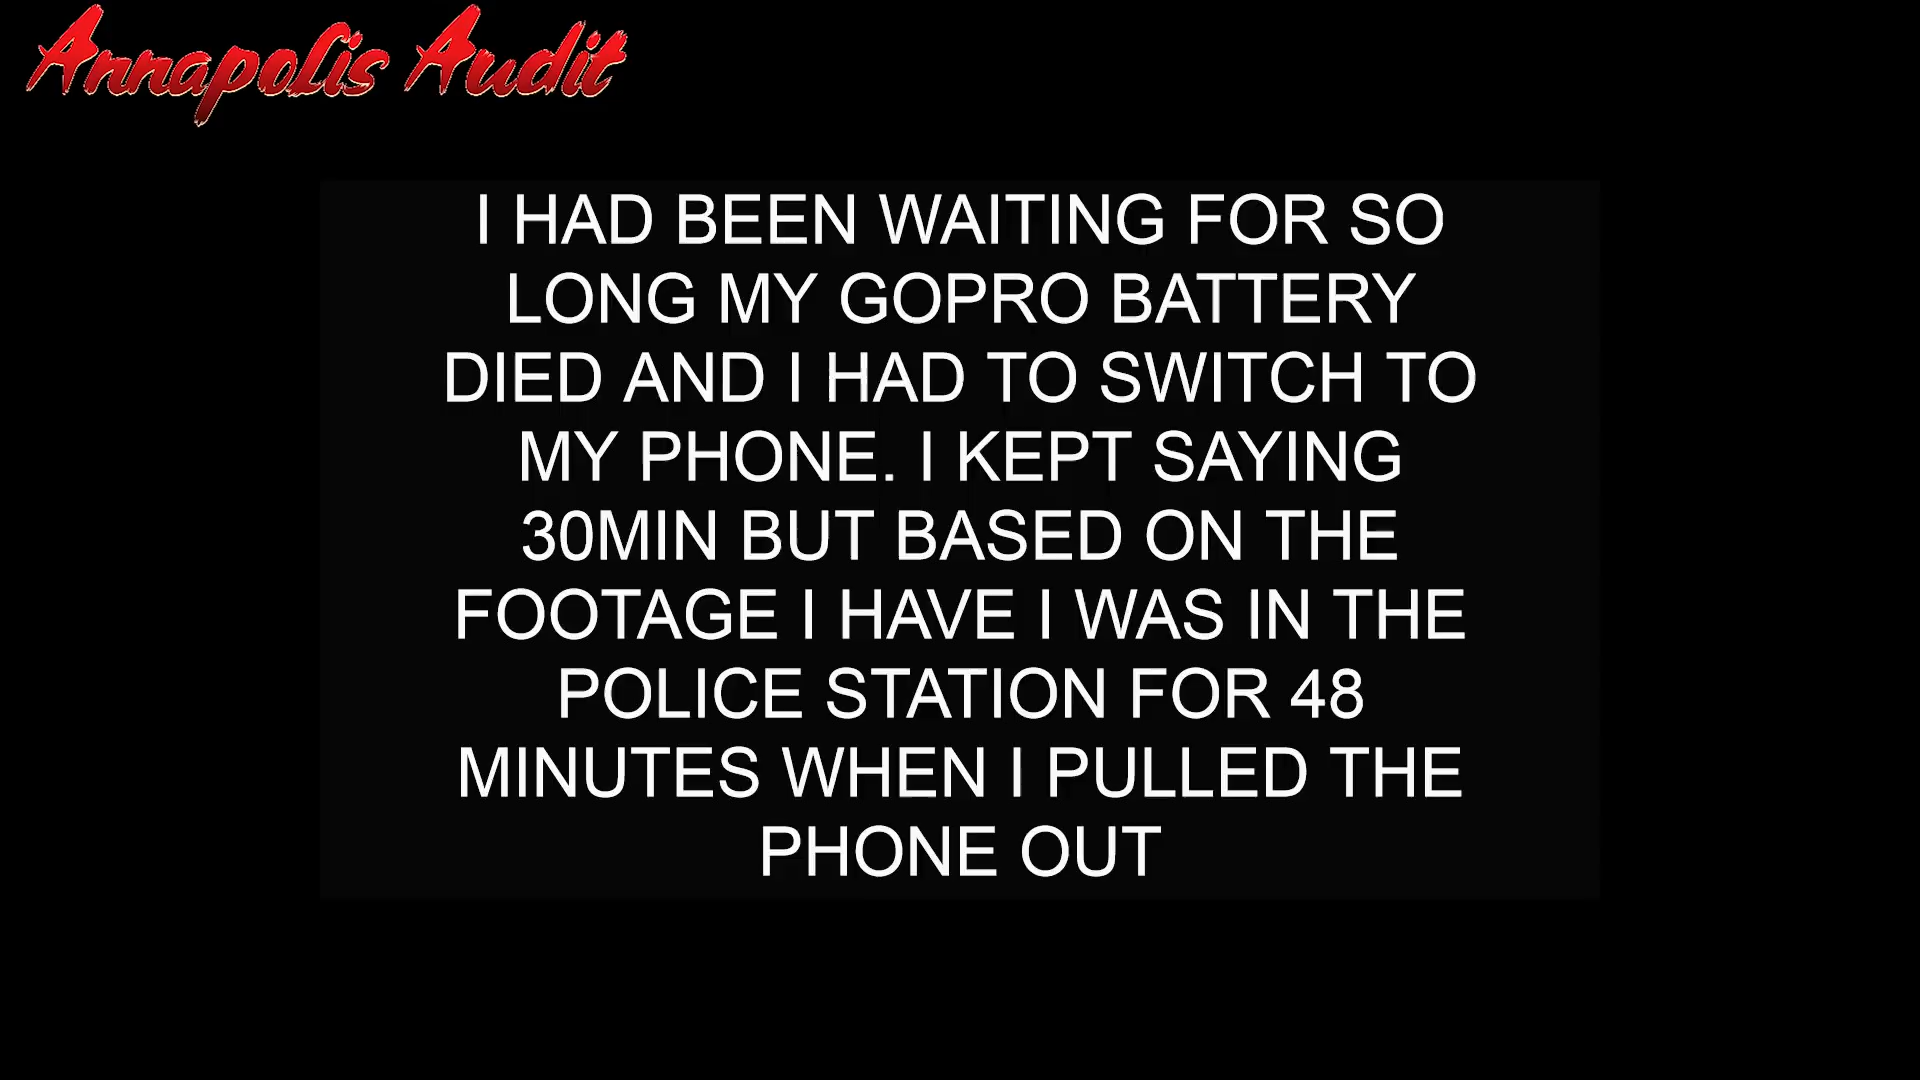 Annapolis Audit
I HAD BEEN WAITING FOR SO
LONG MY GOPRO BATTERY
DIED AND I HAD TO SWITCH TO
MY PHONE. I KEPT SAYING
30MIN BUT BASED ON THE
FOOTAGE I HAVE I WAS IN THE
POLICE STATION FOR 48
MINUTES WHEN I PULLED THE
PHONE OUT